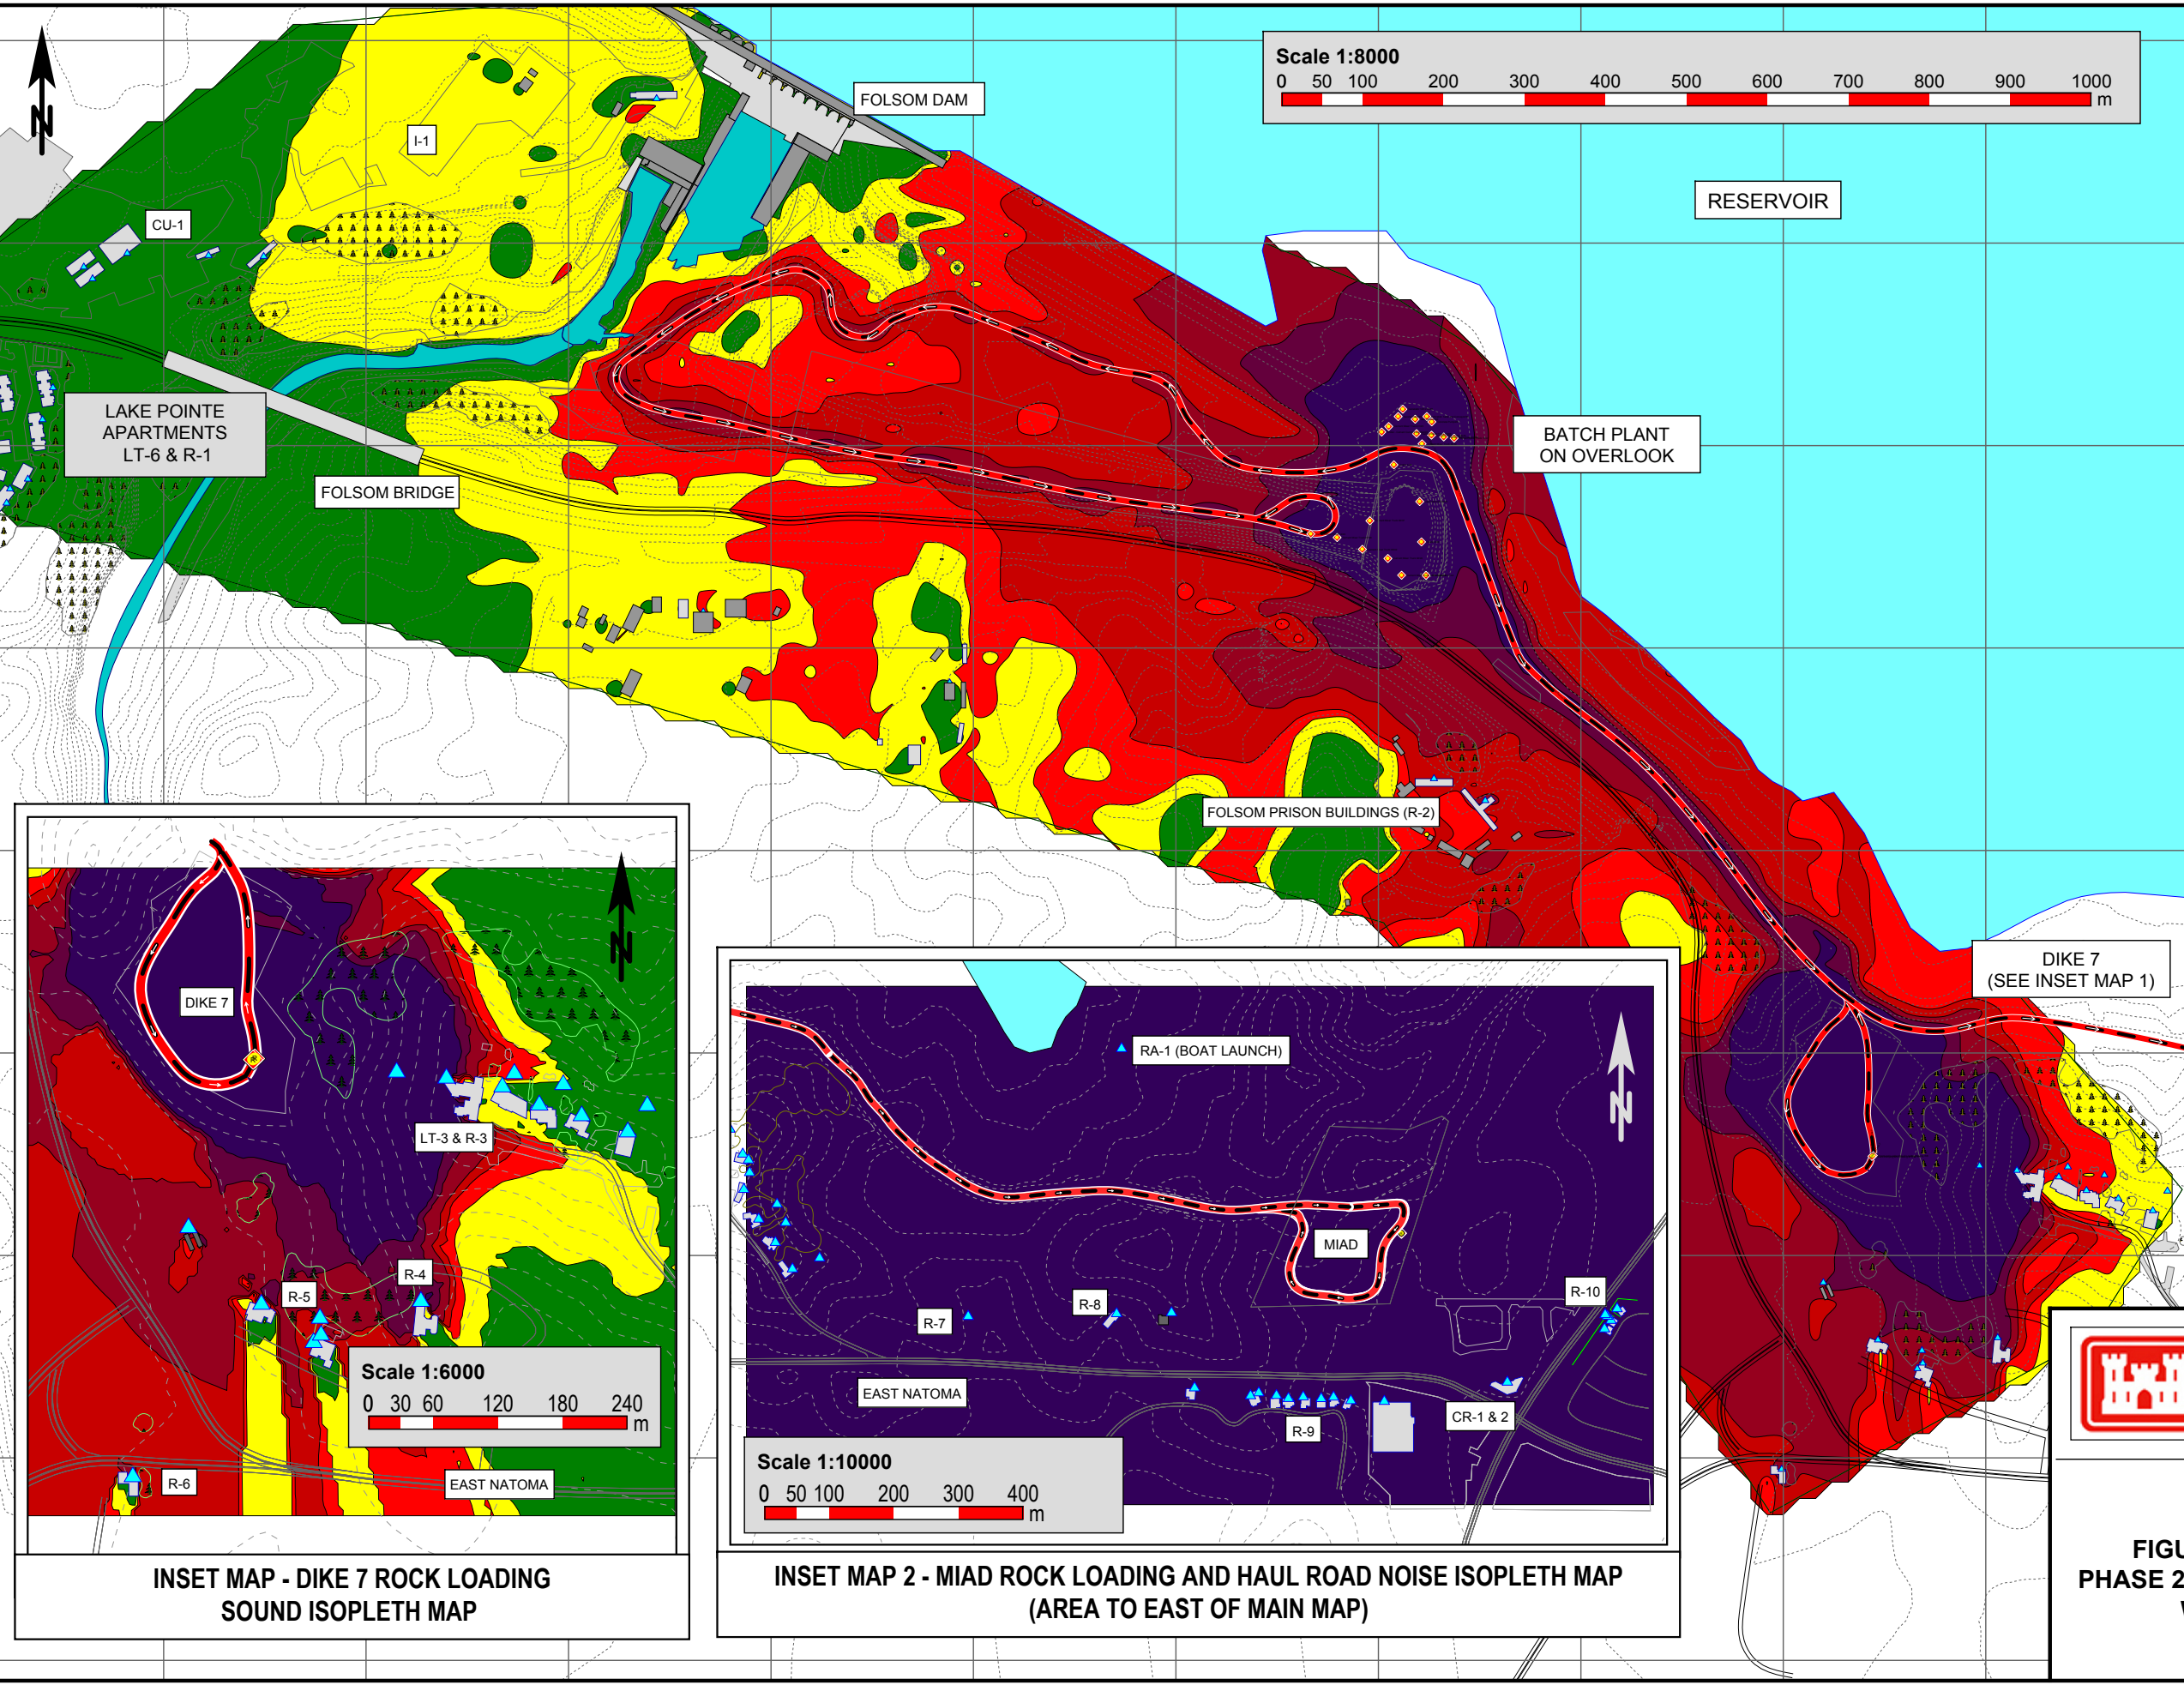 N
FOLSOM DAM
Scale 1:8000
0 50 100 200 300 400 500 600 700 800 900 1000
m
I-1
RESERVOIR
CU-1
LAKE POINTE
APARTMENTS
LT-6 & R-1
FOLSOM BRIDGE
BATCH PLANT
ON OVERLOOK
FOLSOM PRISON BUILDINGS (R-2)
DIKE 7
(SEE INSET MAP 1)
N
DIKE 7
LT-3 & R-3
R-4
R-5
Scale 1:6000
0 30 60 120 180 240
m
R-6
EAST NATOMA
INSET MAP - DIKE 7 ROCK LOADING
SOUND ISOPLETH MAP
RA-1 (BOAT LAUNCH)
N
MIAD
R-10
R-8
R-7
EAST NATOMA
CR-1 & 2
R-9
Scale 1:10000
0 50 100 200 300 400
m
INSET MAP 2 - MIAD ROCK LOADING AND HAUL ROAD NOISE ISOPLETH MAP
(AREA TO EAST OF MAIN MAP)
FIGU
PHASE 2